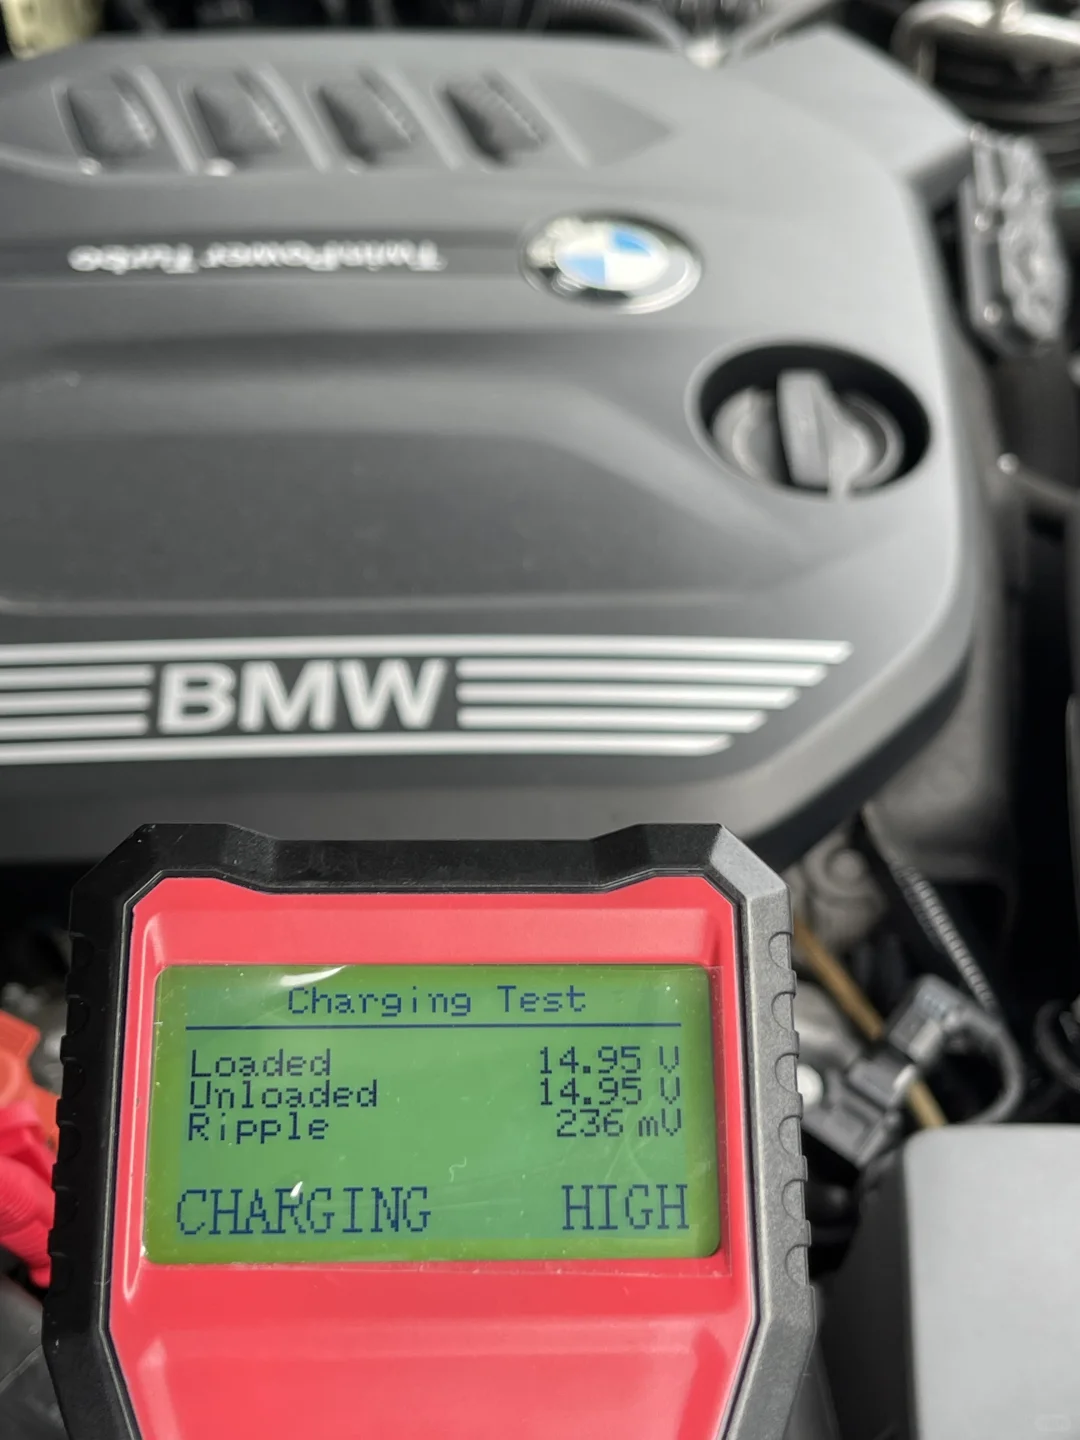 TwinPower Turbo
BMW
Charging Test
Loaded 14.95 V
Unloaded 14.95 V
Ripple 236 mV
CHARGING HIGH